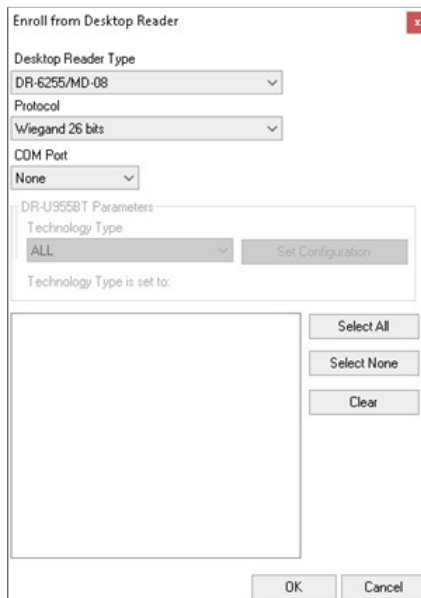 Enroll from Desktop Reader
x
Desktop Reader Type
DR-6255/MD-08
Protocol
Wiegand 26 bits
COM Port
None
DR-U955BT Parameters
Technology Type
ALL
Set Configuration
Technology Type is set to:
Select All
Select None
Clear
OK
Cancel